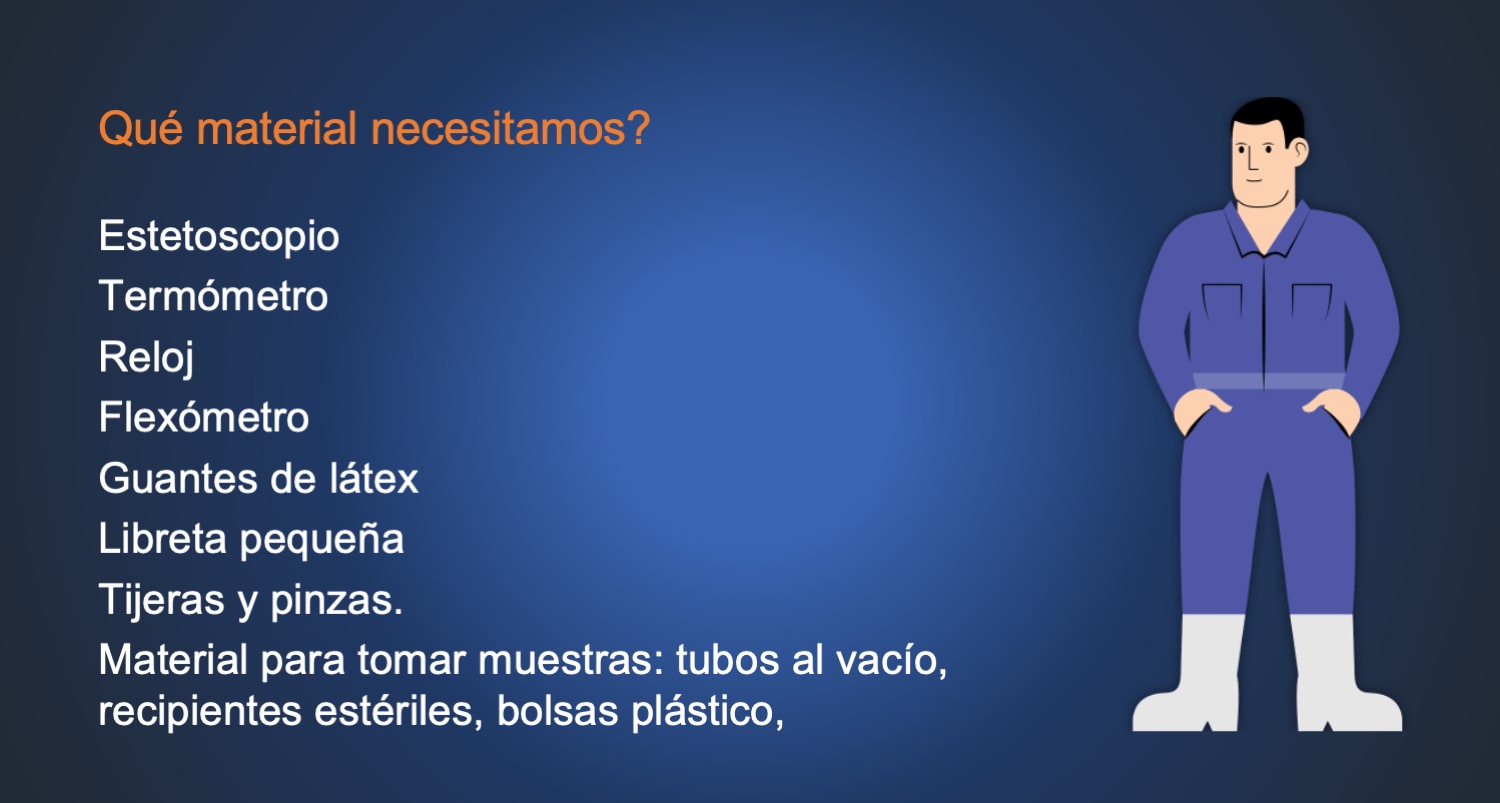 Qué material necesitamos?
Estetoscopio
Termómetro
Reloj
Flexómetro
Guantes de látex
Libreta pequeña
Tijeras y pinzas.
Material para tomar muestras: tubos al vacío,
recipientes estériles, bolsas plástico,